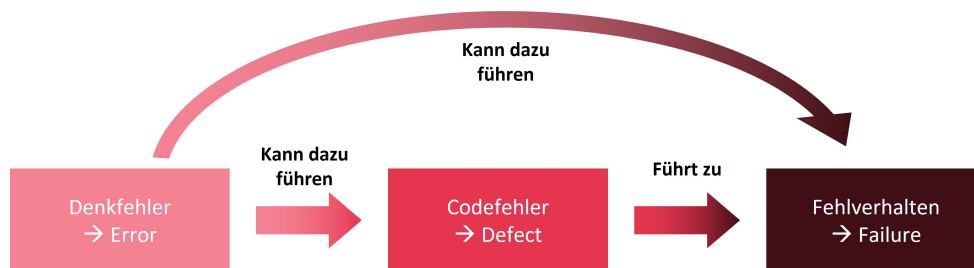 Kann dazu
führen
Kann dazu
führen
Führt zu
Denkfehler
→ Error
Codefehler
→ Defect
Fehlverhalten
→ Failure